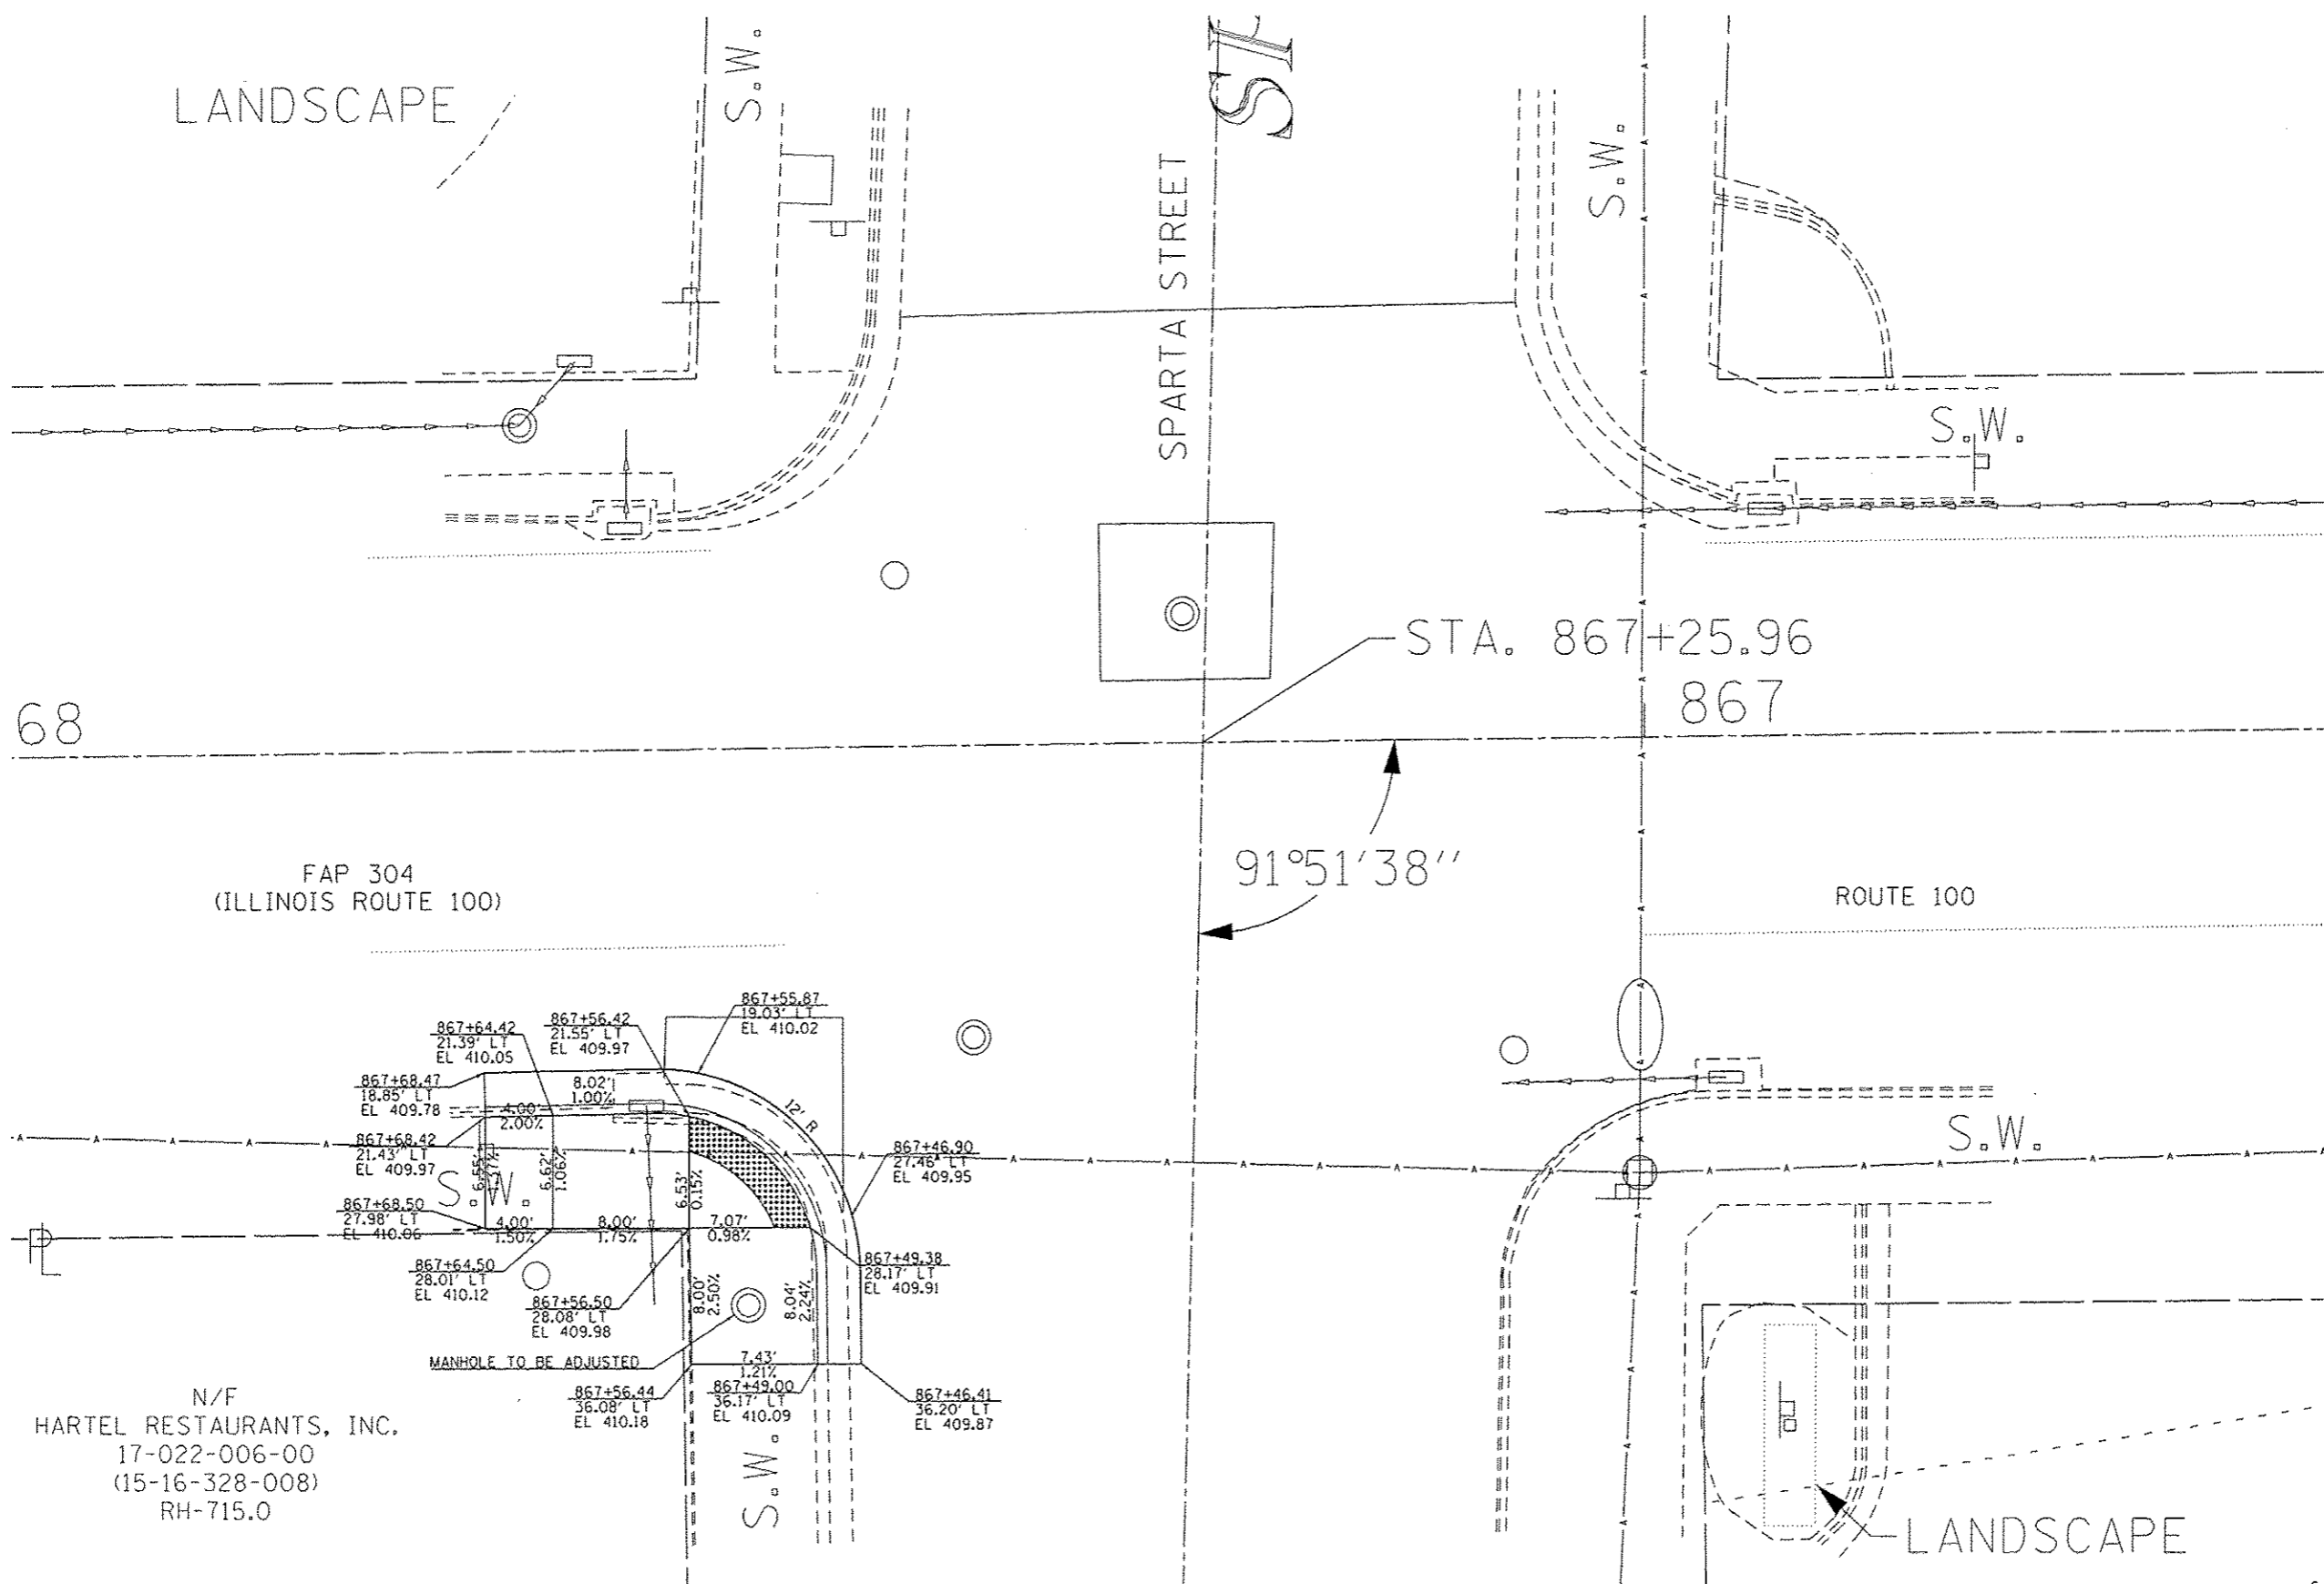 LANDSCAPE
S.W.
SPARTA STREET
S.W.
S.W.
STA. 867+25.96
68
867
91°51'38''
FAP 304
(ILLINOIS ROUTE 100)
ROUTE 100
867+55.87
19.03' LT
EL 410.02
867+64.42
21.39' LT
EL 410.05
867+56.42
21.55' LT
EL 409.97
867+68.47
18.85' LT
EL 409.78
8.02'
1.00%
4.00'
2.00%
12' R
867+68.42
21.43' LT
EL 409.97
867+46.90
27.46' LT
EL 409.95
S.W.
6.55'
1.37%
6.62'
1.06%
6.53'
0.15%
S.W.
867+68.50
27.98' LT
EL 410.06
4.00'
1.50%
8.00'
1.75%
7.07'
0.98%
867+64.50
28.01' LT
EL 410.12
867+49.38
28.17' LT
EL 409.91
867+56.50
28.08' LT
EL 409.98
8.00'
2.50%
8.04'
2.24%
MANHOLE TO BE ADJUSTED
7.43'
1.21%
867+56.44
36.08' LT
EL 410.18
867+49.00
36.17' LT
EL 410.09
867+46.41
36.20' LT
EL 409.87
N/F
HARTEL RESTAURANTS, INC.
17-022-006-00
(15-16-328-008)
RH-715.0
S.W.
LANDSCAPE